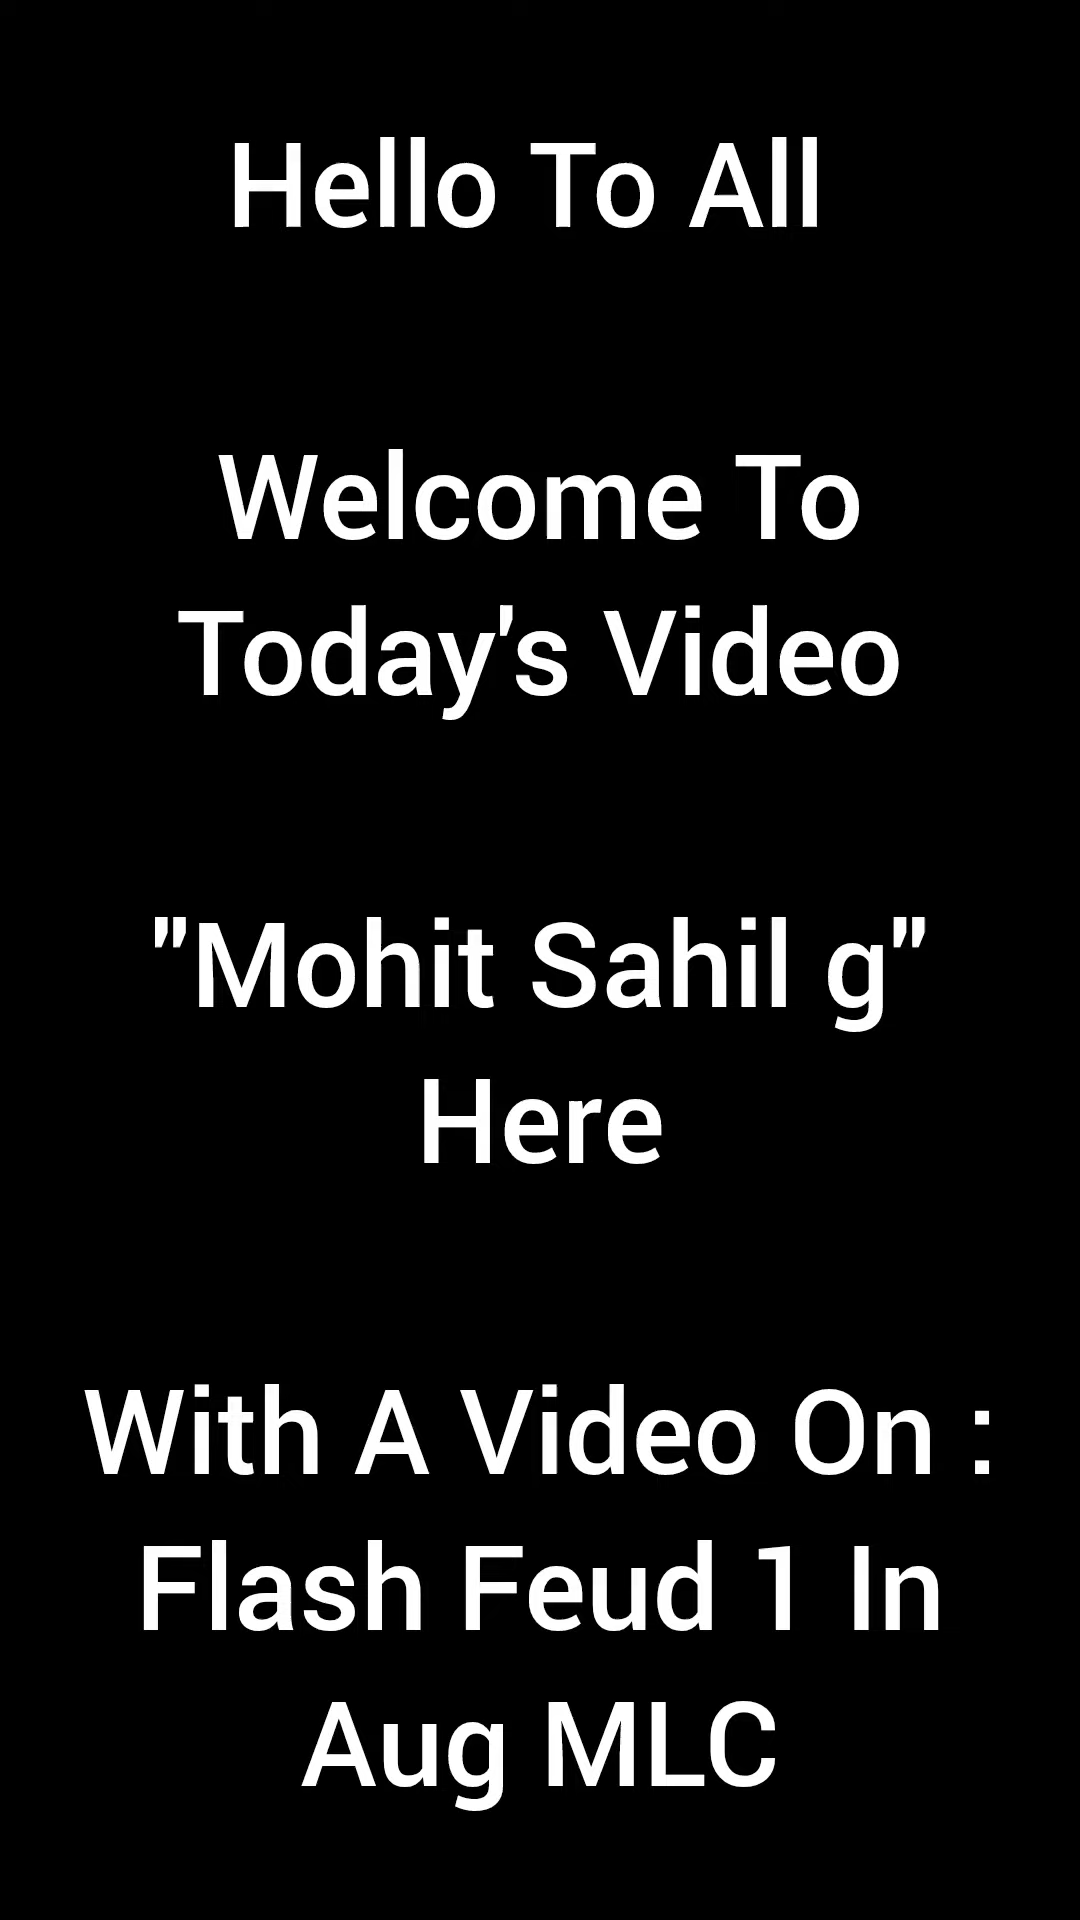 Hello To All
Welcome To
Today's Video
"Mohit Sahil g"
Here
With A Video On :
Flash Feud 1 In
Aug MLC